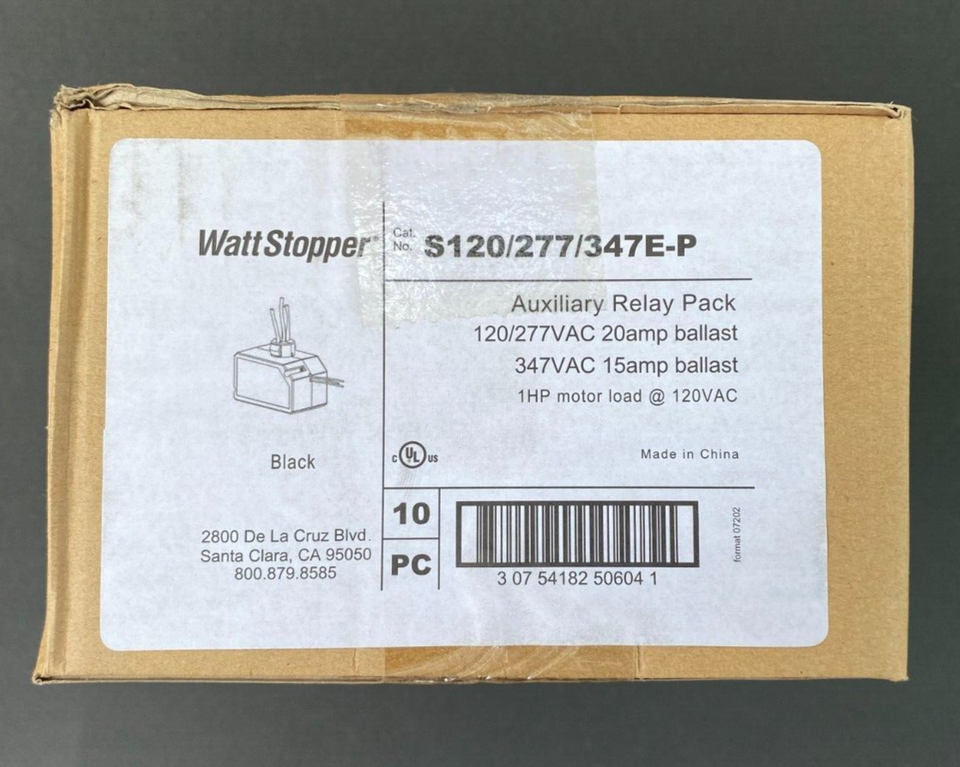 WattStopper
Cat.
No.
S120/277/347E-P
Auxiliary Relay Pack
120/277VAC 20amp ballast
347VAC 15amp ballast
1HP motor load @ 120VAC
Black
C UL US
Made in China
2800 De La Cruz Blvd.
Santa Clara, CA 95050
800.879.8585
10
PC
3 07 54182 50604 1
format 07202